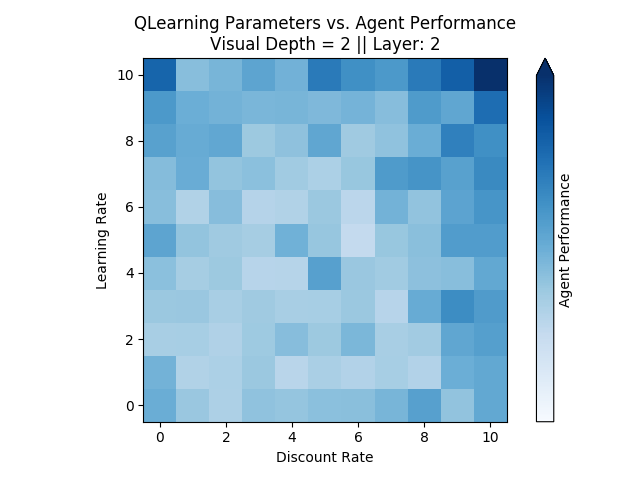 QLearning Parameters vs. Agent Performance
Visual Depth = 2 || Layer: 2
10
8
6
4
2
0
Learning Rate
0 2 4 6 8 10
Discount Rate
Agent Performance